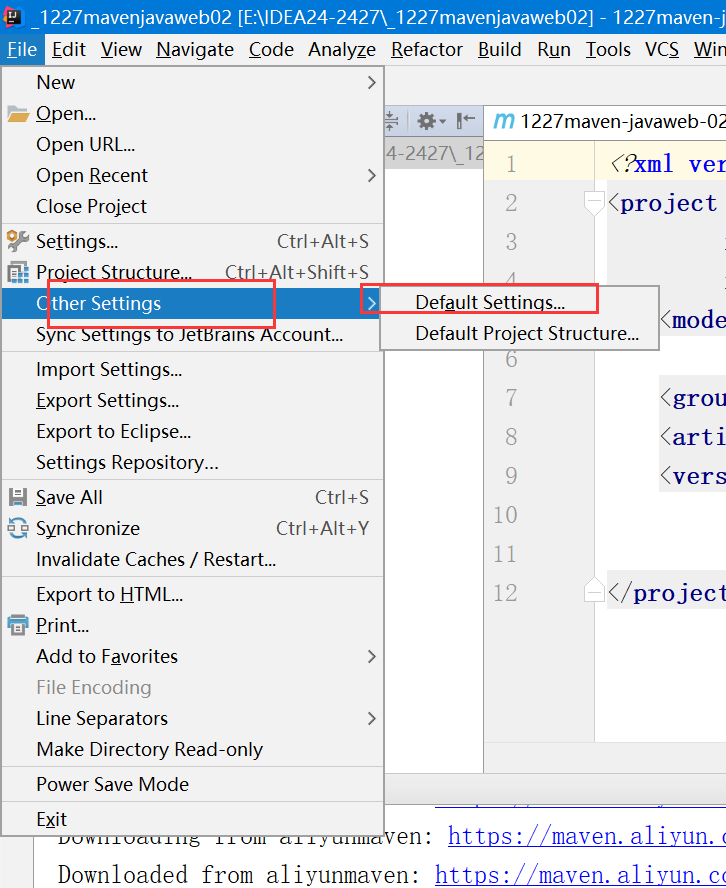 _1227mavenjavaweb02 [E:\IDEA24-2427\_1227mavenjavaweb02] - 1227maven-j
File Edit View Navigate Code Analyze Refactor Build Run Tools VCS Win
New
Open...
Open URL...
Open Recent
Close Project
Settings... Ctrl+Alt+S
Project Structure... Ctrl+Alt+Shift+S
Other Settings
Sync Settings to JetBrains Account...
Import Settings...
Export Settings...
Export to Eclipse...
Settings Repository...
Save All Ctrl+S
Synchronize Ctrl+Alt+Y
Invalidate Caches / Restart...
Export to HTML...
Print...
Add to Favorites
File Encoding
Line Separators
Make Directory Read-only
Power Save Mode
Exit
Default Settings...
Default Project Structure...
4-2427\_12
m 1227maven-javaweb-02
1 <?xml ver
2 <project
3
4
<mode
6
7 <grou
8 <arti
9 <vers
10
11
12 </project
Downloading from aliyunmaven: https://maven.aliyun.c
Downloaded from aliyunmaven: https://maven.aliyun.co